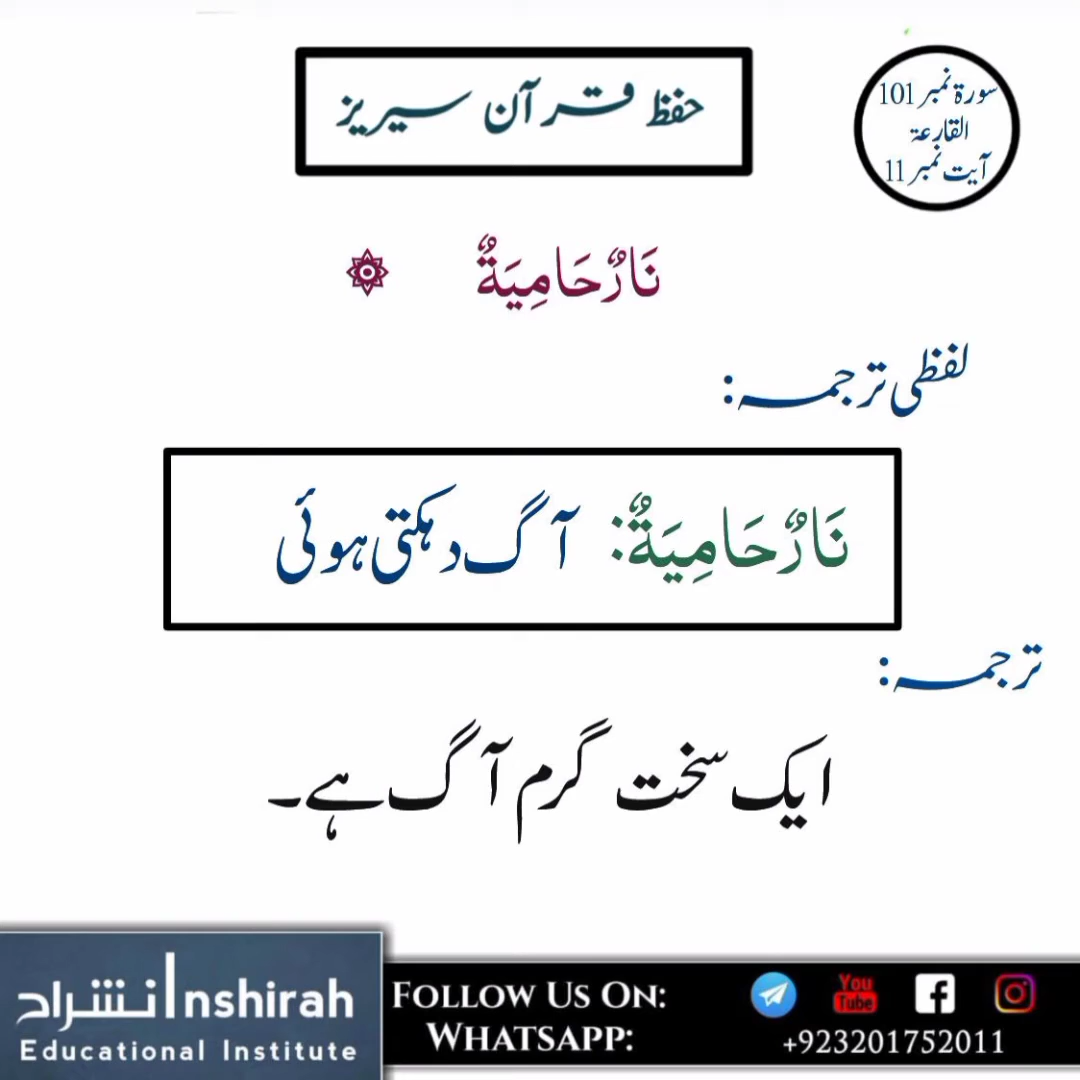 حفظ قرآن سیریز
سورۃ نمبر 101
القارعۃ
آیت نمبر 11
نَارٌ حَامِيَةٌ ۞
لفظی ترجمہ:
نَارٌ حَامِيَةٌ: آگ دہکتی ہوئی
ترجمہ:
ایک سخت گرم آگ ہے۔
انشراح Inshirah
Educational Institute
Follow Us On:
You
Tube
Whatsapp:
+923201752011